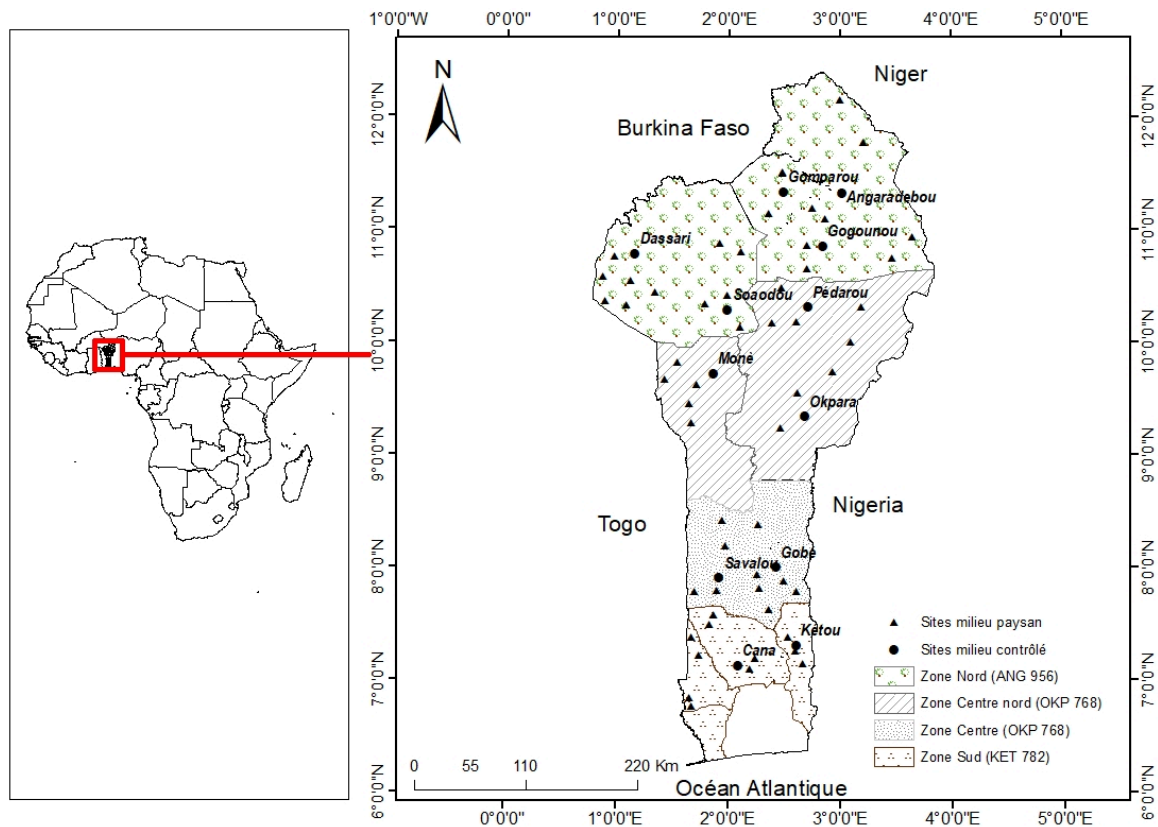 1°0'0"W 0°0'0" 1°0'0"E 2°0'0"E 3°0'0"E 4°0'0"E 5°0'0"E
N
Niger
Burkina Faso
12°0'0"N 12°0'0"N
Gomparou
Angaradebou
11°0'0"N 11°0'0"N
Dassari
Gogounou
Soaodou
Pédarou
10°0'0"N 10°0'0"N
Monè
Okpara
9°0'0"N 9°0'0"N
Togo
Nigeria
Gobè
Savalou
8°0'0"N 8°0'0"N
Kétou
Cana
7°0'0"N 7°0'0"N
Sites milieu paysan
Sites milieu contrôlé
Zone Nord (ANG 956)
Zone Centre nord (OKP 768)
Zone Centre (OKP 768)
Zone Sud (KET 782)
0 55 110 220 Km
Océan Atlantique
6°0'0"N 6°0'0"N
0°0'0" 1°0'0"E 2°0'0"E 3°0'0"E 4°0'0"E 5°0'0"E